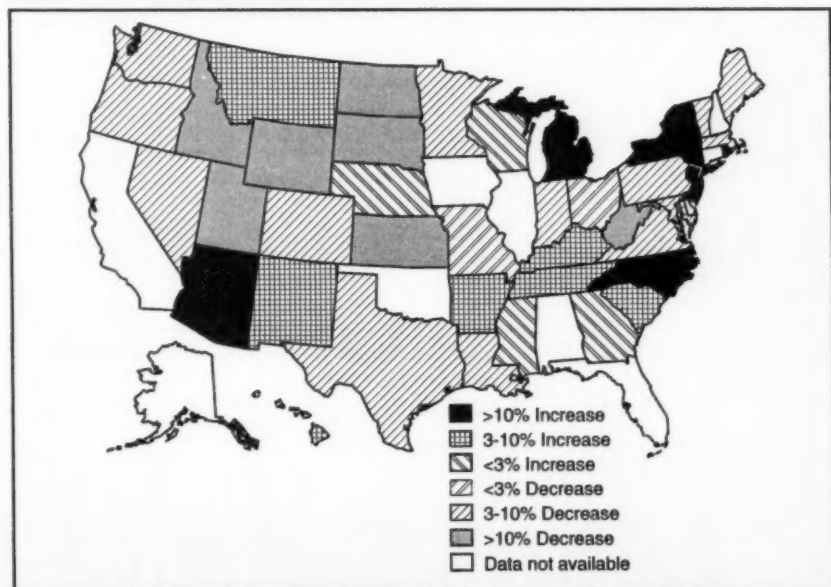 >10% Increase
3-10% Increase
<3% Increase
<3% Decrease
3-10% Decrease
>10% Decrease
Data not available